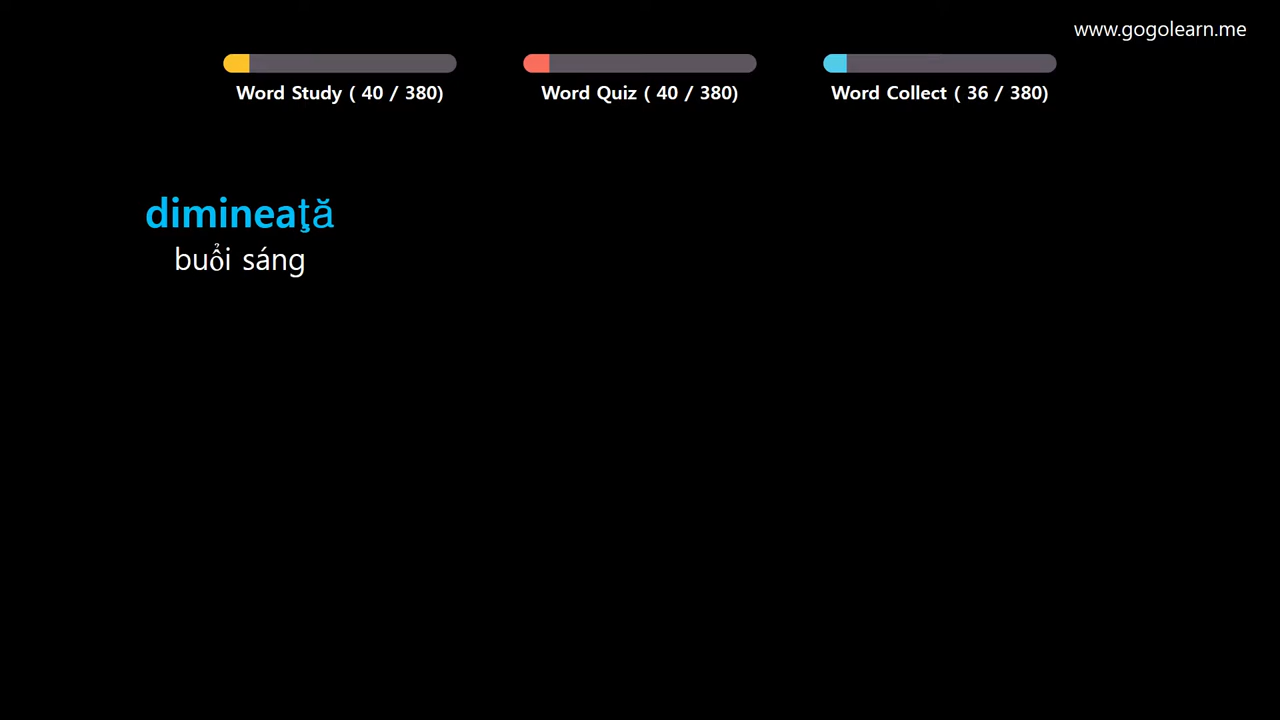 www.gogolearn.me
Word Study ( 40 / 380)
Word Quiz ( 40 / 380)
Word Collect ( 36 / 380)
dimineaţă
buổi sáng